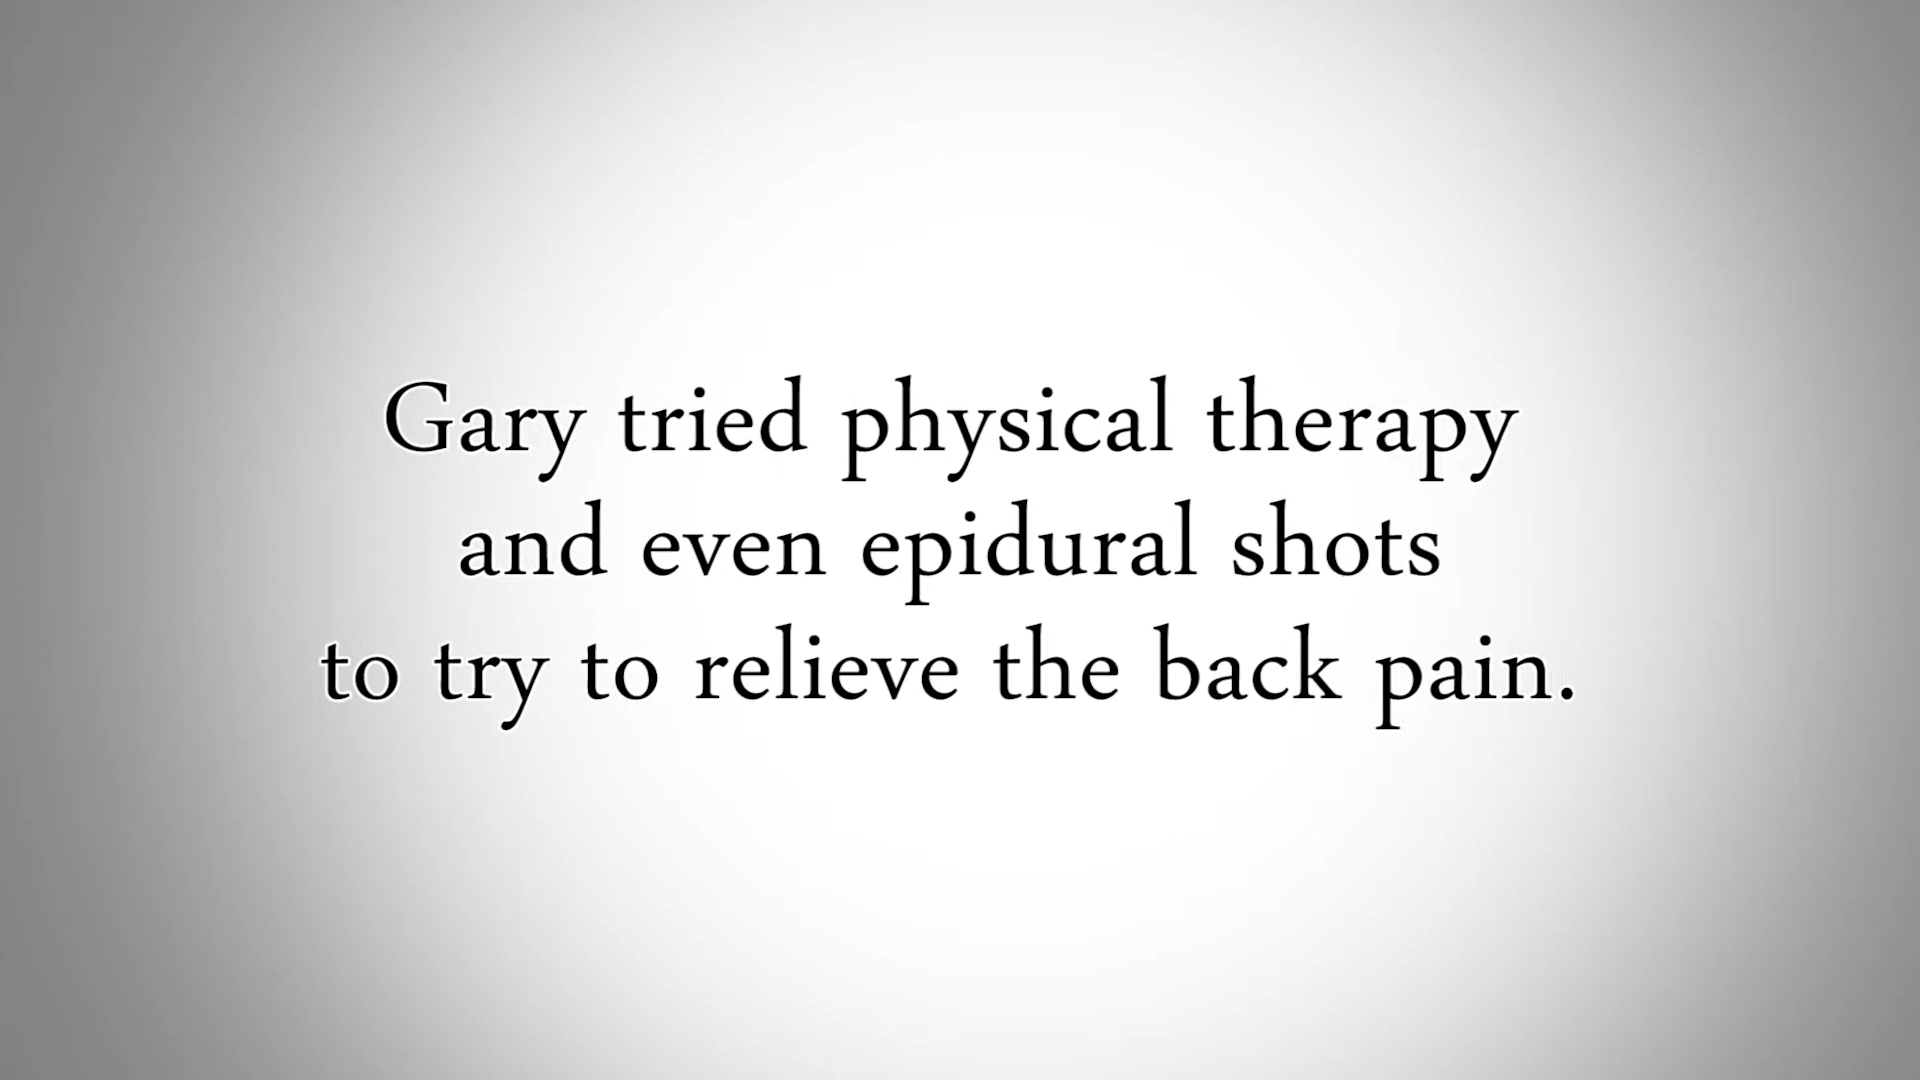 Gary tried physical therapy
and even epidural shots
to try to relieve the back pain.